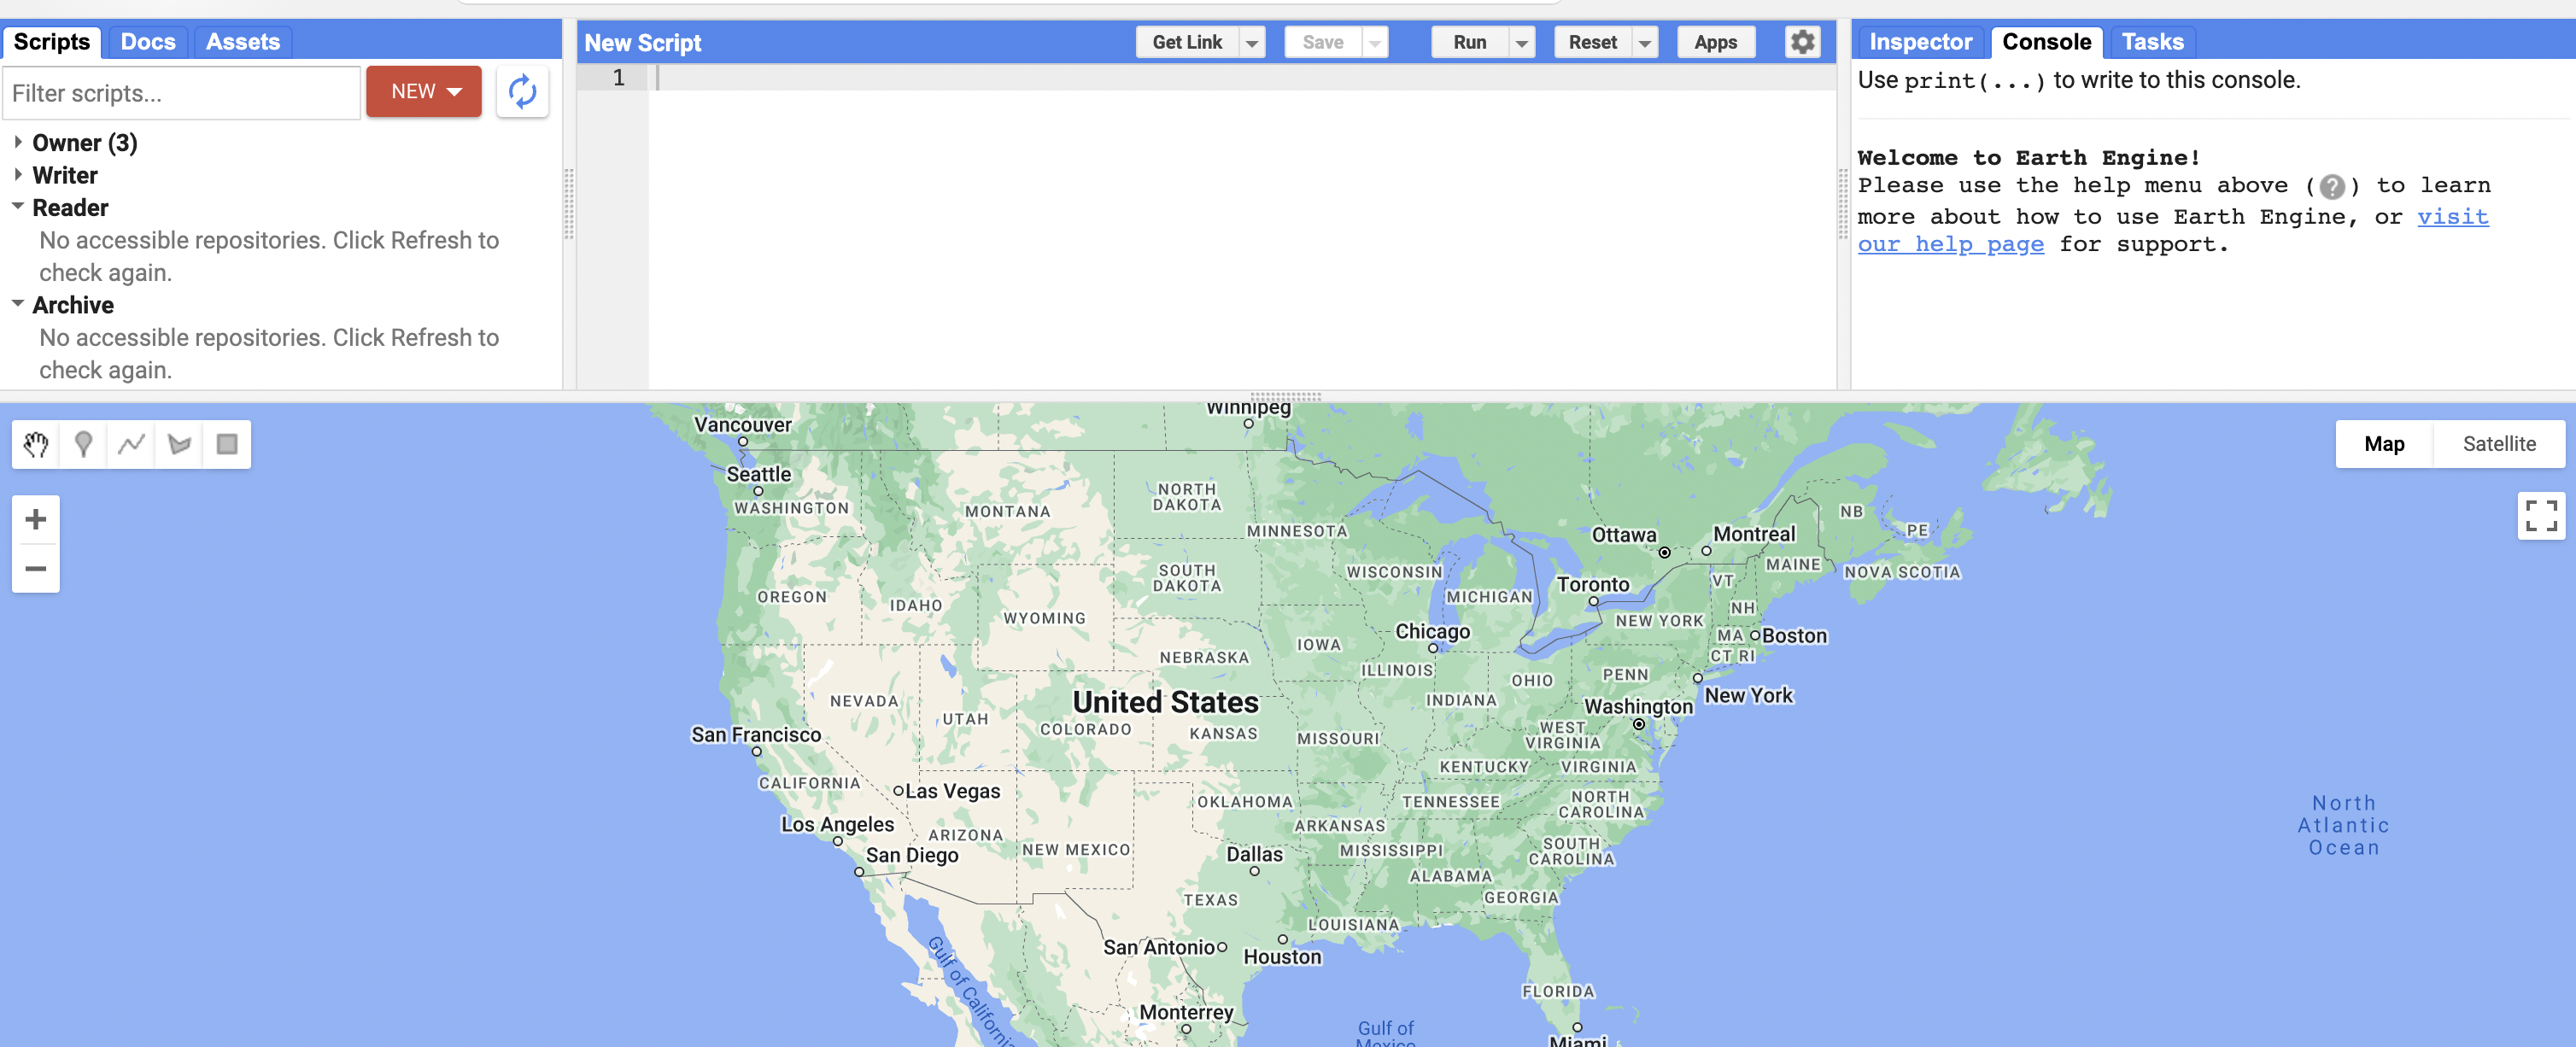 Scripts Docs Assets
Filter scripts...
NEW
Owner (3)
Writer
Reader
No accessible repositories. Click Refresh to
check again.
Archive
No accessible repositories. Click Refresh to
check again.
New Script
Get Link
Save
Run
Reset
Apps
1
Inspector Console Tasks
Use print(...) to write to this console.
Welcome to Earth Engine!
Please use the help menu above (?) to learn
more about how to use Earth Engine, or visit
our help page for support.
Map Satellite
Winnipeg
Vancouver
Seattle
WASHINGTON
MONTANA
NORTH
DAKOTA
MINNESOTA
Ottawa
Montreal
NB
PE
NOVA SCOTIA
MAINE
VT
NH
SOUTH
DAKOTA
WISCONSIN
MICHIGAN
Toronto
OREGON
IDAHO
WYOMING
NEW YORK
MA
Boston
CT RI
IOWA
Chicago
NEBRASKA
ILLINOIS
INDIANA
OHIO
PENN
New York
NEVADA
UTAH
United States
COLORADO
KANSAS
MISSOURI
Washington
WEST
VIRGINIA
San Francisco
CALIFORNIA
Las Vegas
KENTUCKY
VIRGINIA
OKLAHOMA
TENNESSEE
NORTH
CAROLINA
Los Angeles
ARIZONA
NEW MEXICO
ARKANSAS
MISSISSIPPI
SOUTH
CAROLINA
San Diego
Dallas
ALABAMA
TEXAS
GEORGIA
LOUISIANA
San Antonio
Houston
Gulf of California
FLORIDA
Monterrey
Gulf of
Mexico
Miami
North
Atlantic
Ocean